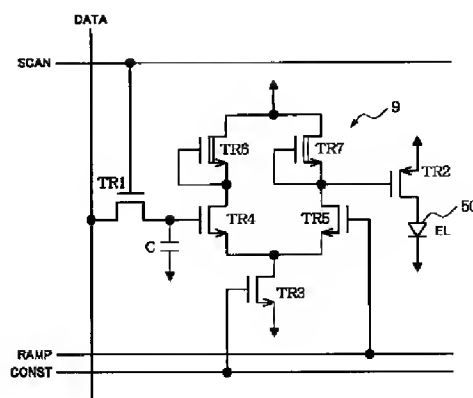 DATA
SCAN
9
TR6
TR7
TR2
TR1
50
EL
TR4
TR5
C
TR3
RAMP
CONST